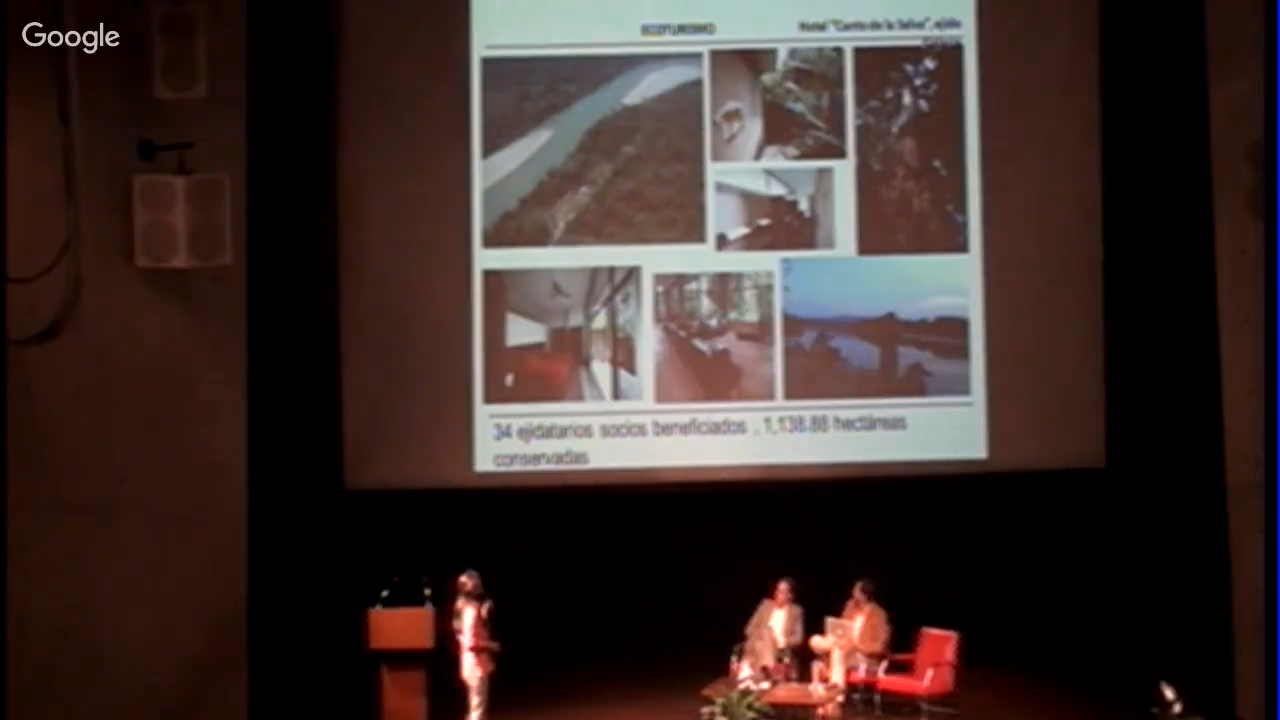 Google
ECOTURISMO
Hotel "Canto de la Selva", ejido
34 ejidatarios socios beneficiados , 1,138.88 hectáreas
conservadas